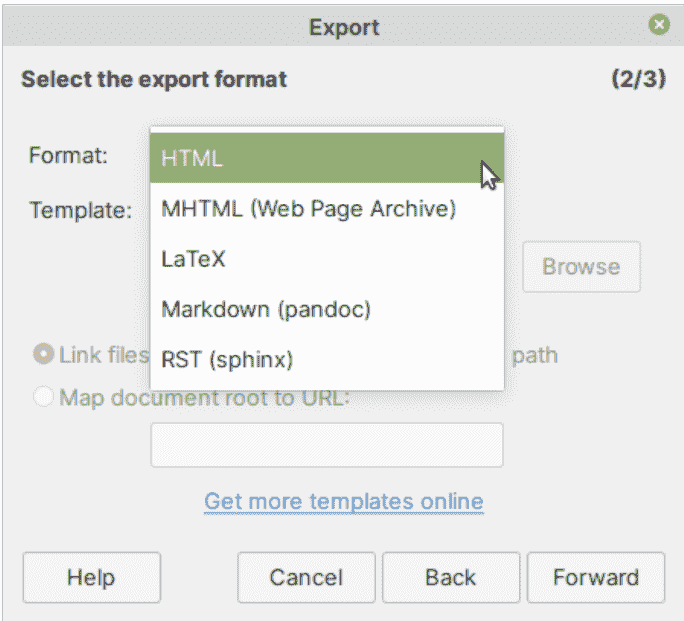 Export
Select the export format (2/3)
Format: HTML
Template: MHTML (Web Page Archive)
LaTeX
Browse
Markdown (pandoc)
Link files path
RST (sphinx)
Map document root to URL:
Get more templates online
Help Cancel Back Forward